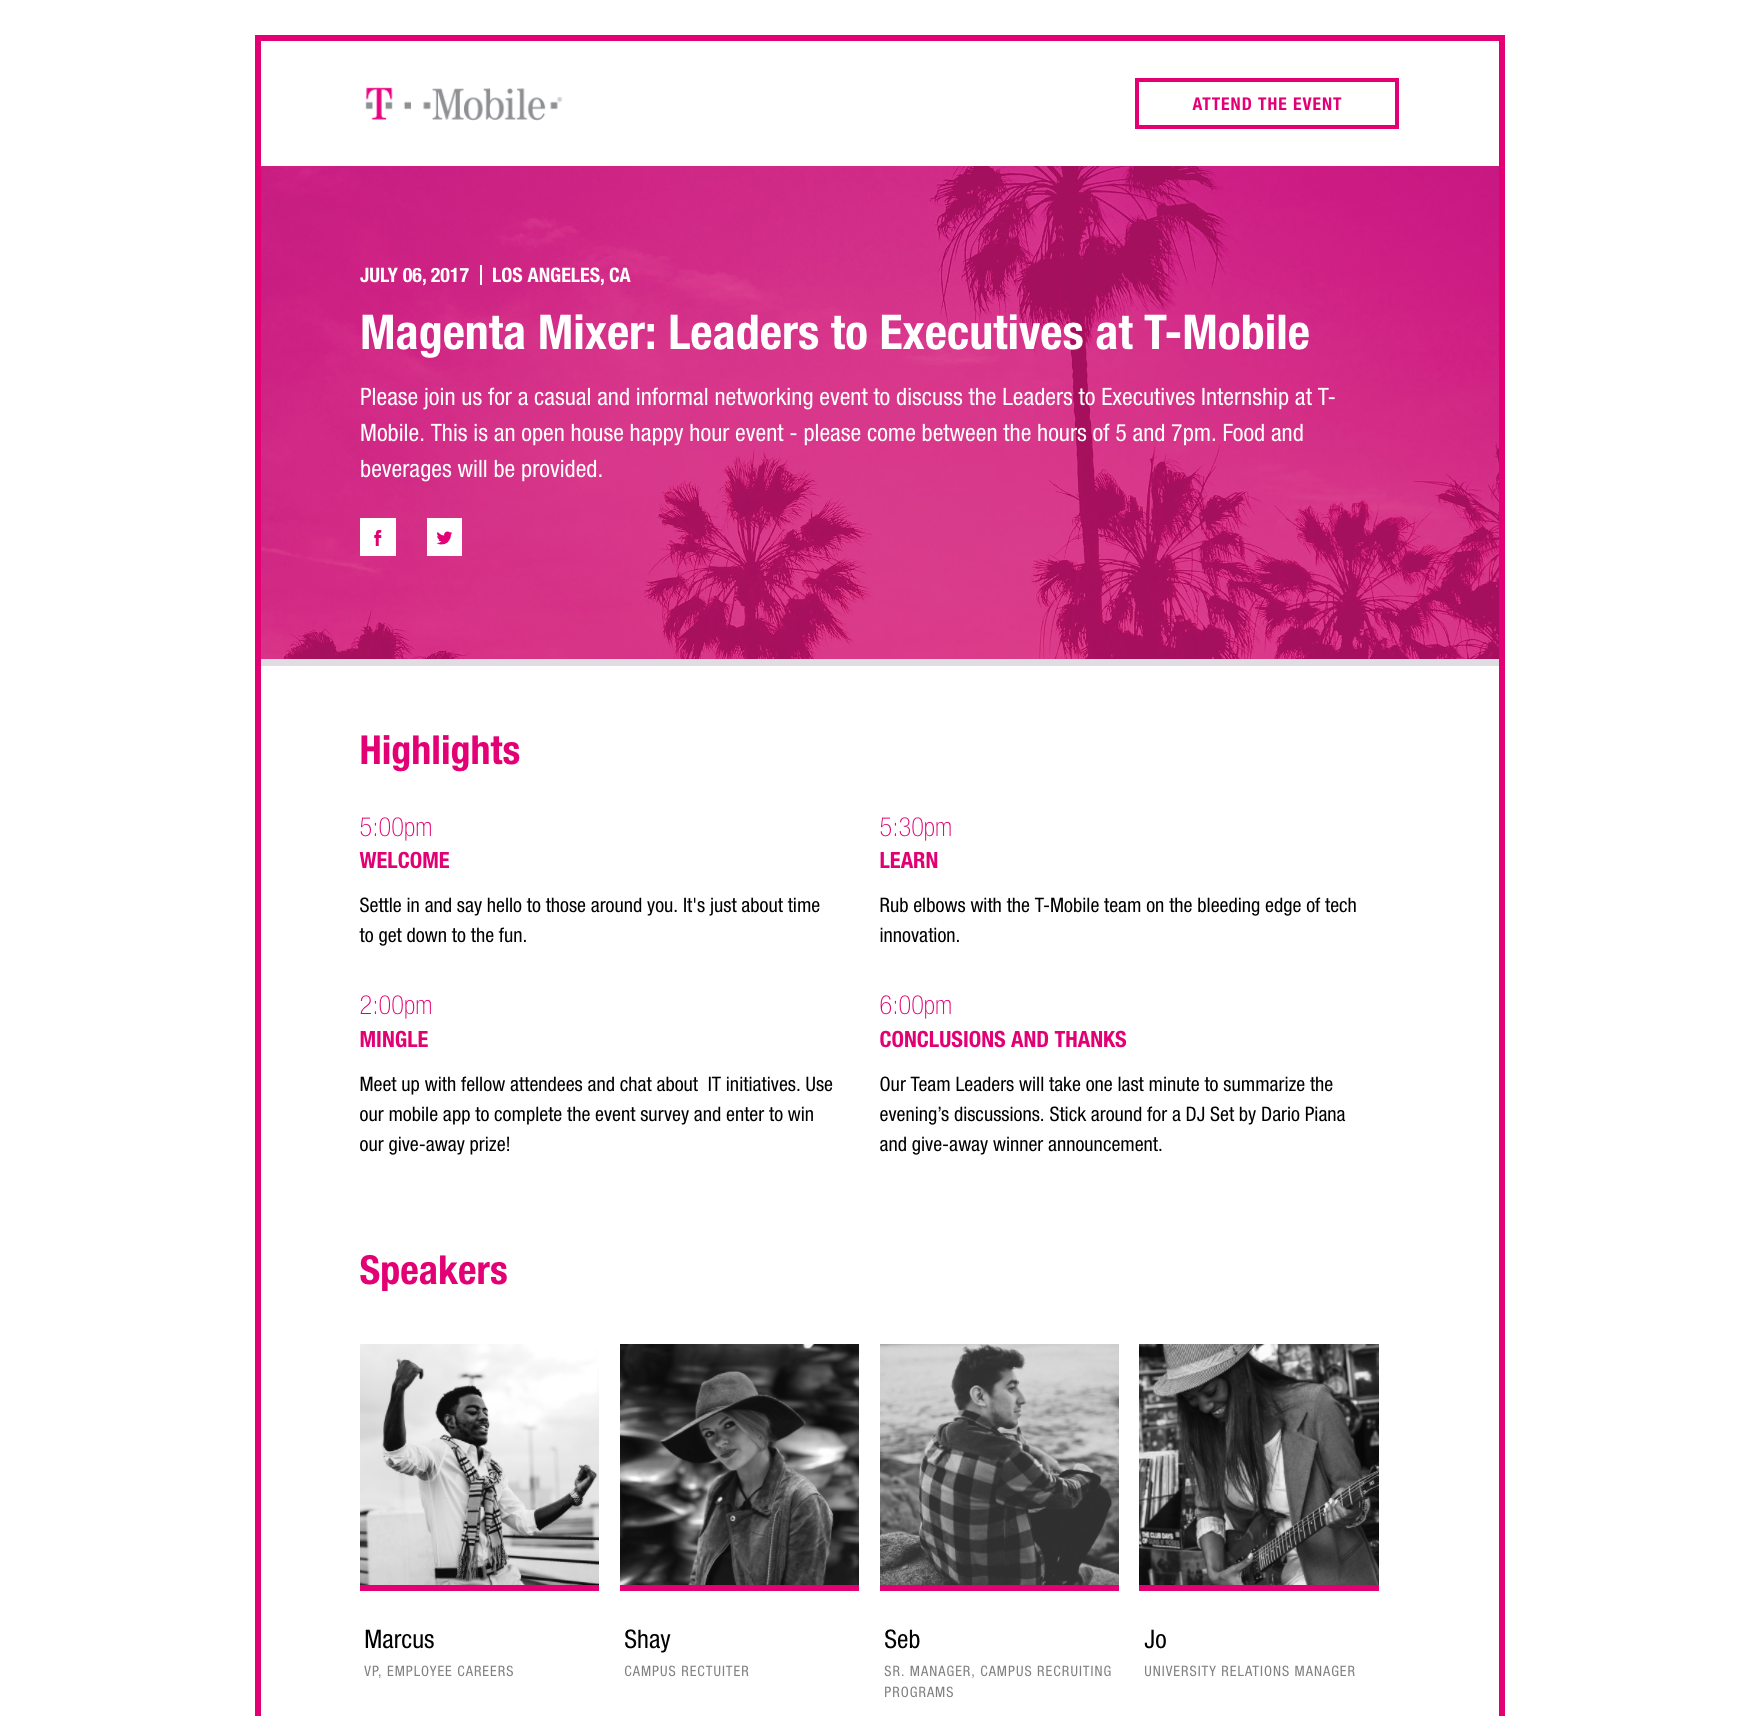 T · ·Mobile·®
ATTEND THE EVENT
JULY 06, 2017 | LOS ANGELES, CA
Magenta Mixer: Leaders to Executives at T-Mobile
Please join us for a casual and informal networking event to discuss the Leaders to Executives Internship at T-
Mobile. This is an open house happy hour event - please come between the hours of 5 and 7pm. Food and
beverages will be provided.
Highlights
5:00pm
WELCOME
Settle in and say hello to those around you. It's just about time
to get down to the fun.
5:30pm
LEARN
Rub elbows with the T-Mobile team on the bleeding edge of tech
innovation.
2:00pm
MINGLE
Meet up with fellow attendees and chat about  IT initiatives. Use
our mobile app to complete the event survey and enter to win
our give-away prize!
6:00pm
CONCLUSIONS AND THANKS
Our Team Leaders will take one last minute to summarize the
evening’s discussions. Stick around for a DJ Set by Dario Piana
and give-away winner announcement.
Speakers
THE CLUB DAYS
Marcus
VP, EMPLOYEE CAREERS
Shay
CAMPUS RECTUITER
Seb
SR. MANAGER, CAMPUS RECRUITING
PROGRAMS
Jo
UNIVERSITY RELATIONS MANAGER